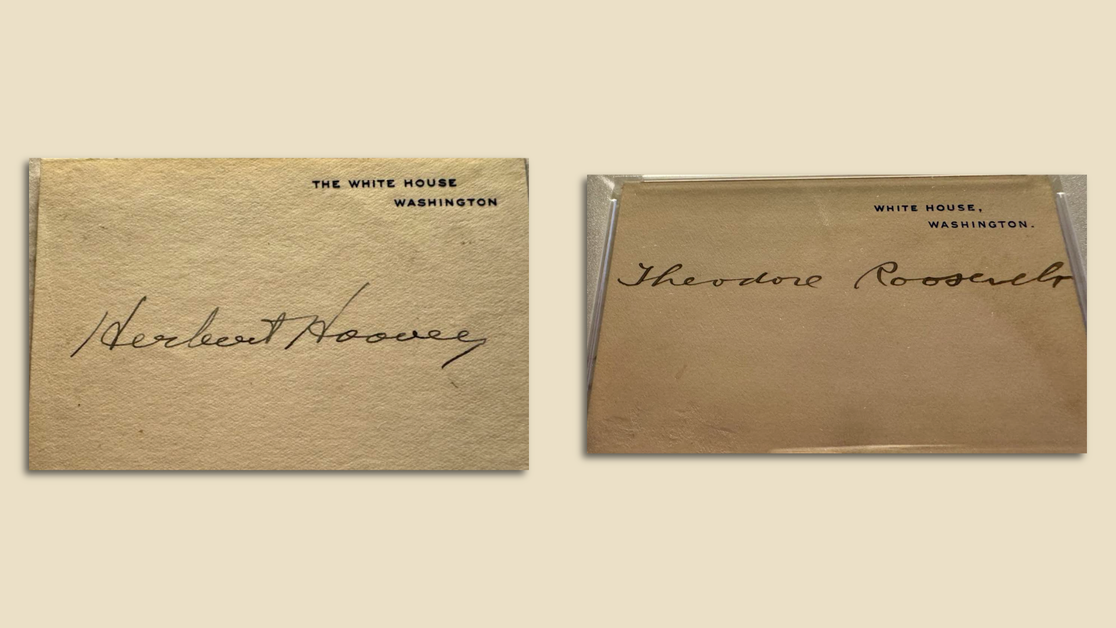 THE WHITE HOUSE
WASHINGTON
Herbert Hoover
WHITE HOUSE,
WASHINGTON.
Theodore Roosevelt